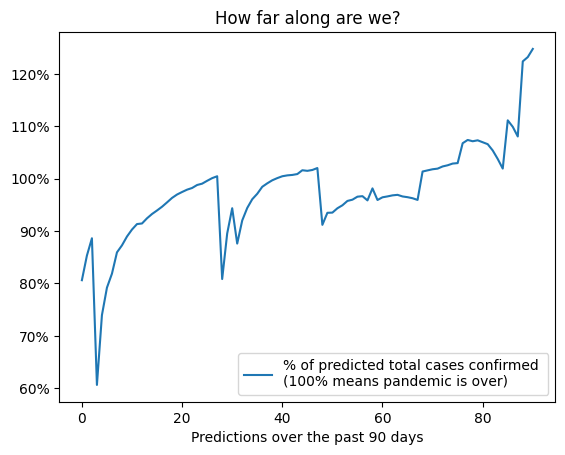 How far along are we?
120%
110%
100%
90%
80%
70%
60%
% of predicted total cases confirmed
(100% means pandemic is over)
0 20 40 60 80
Predictions over the past 90 days